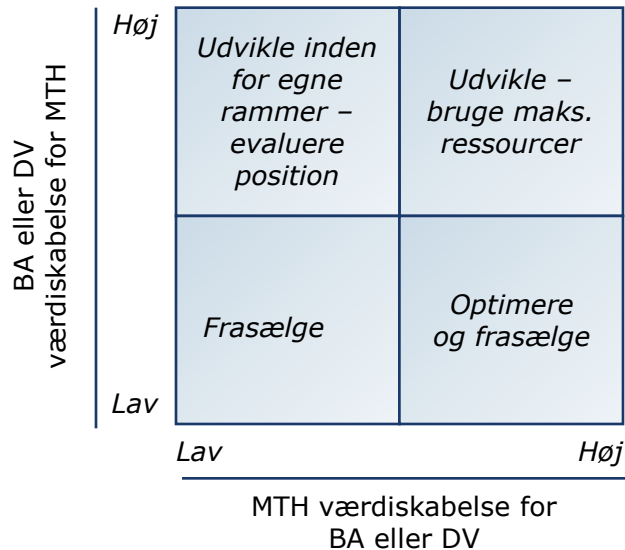 Høj
Udvikle inden
for egne
rammer –
evaluere
position
Udvikle –
bruge maks.
ressourcer
BA eller DV
værdiskabelse for MTH
Frasælge
Optimere
og frasælge
Lav
Lav
Høj
MTH værdiskabelse for
BA eller DV